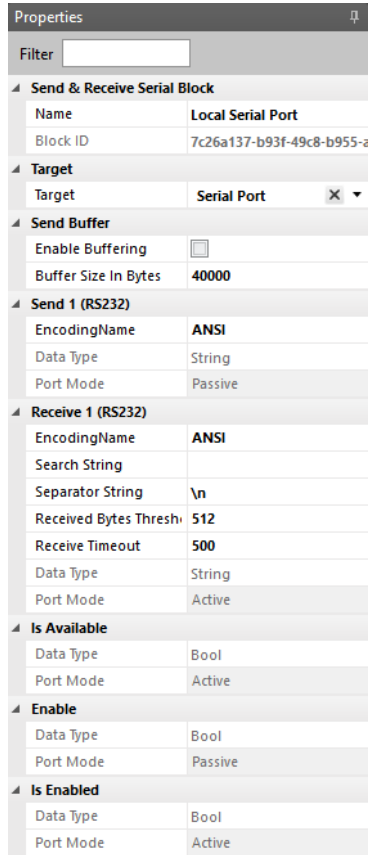 Properties
Filter
Send & Receive Serial Block
Name Local Serial Port
Block ID 7c26a137-b93f-49c8-b955-a
Target
Target Serial Port
Send Buffer
Enable Buffering
Buffer Size In Bytes 40000
Send 1 (RS232)
EncodingName ANSI
Data Type String
Port Mode Passive
Receive 1 (RS232)
EncodingName ANSI
Search String
Separator String \n
Received Bytes Thresh 512
Receive Timeout 500
Data Type String
Port Mode Active
Is Available
Data Type Bool
Port Mode Active
Enable
Data Type Bool
Port Mode Passive
Is Enabled
Data Type Bool
Port Mode Active